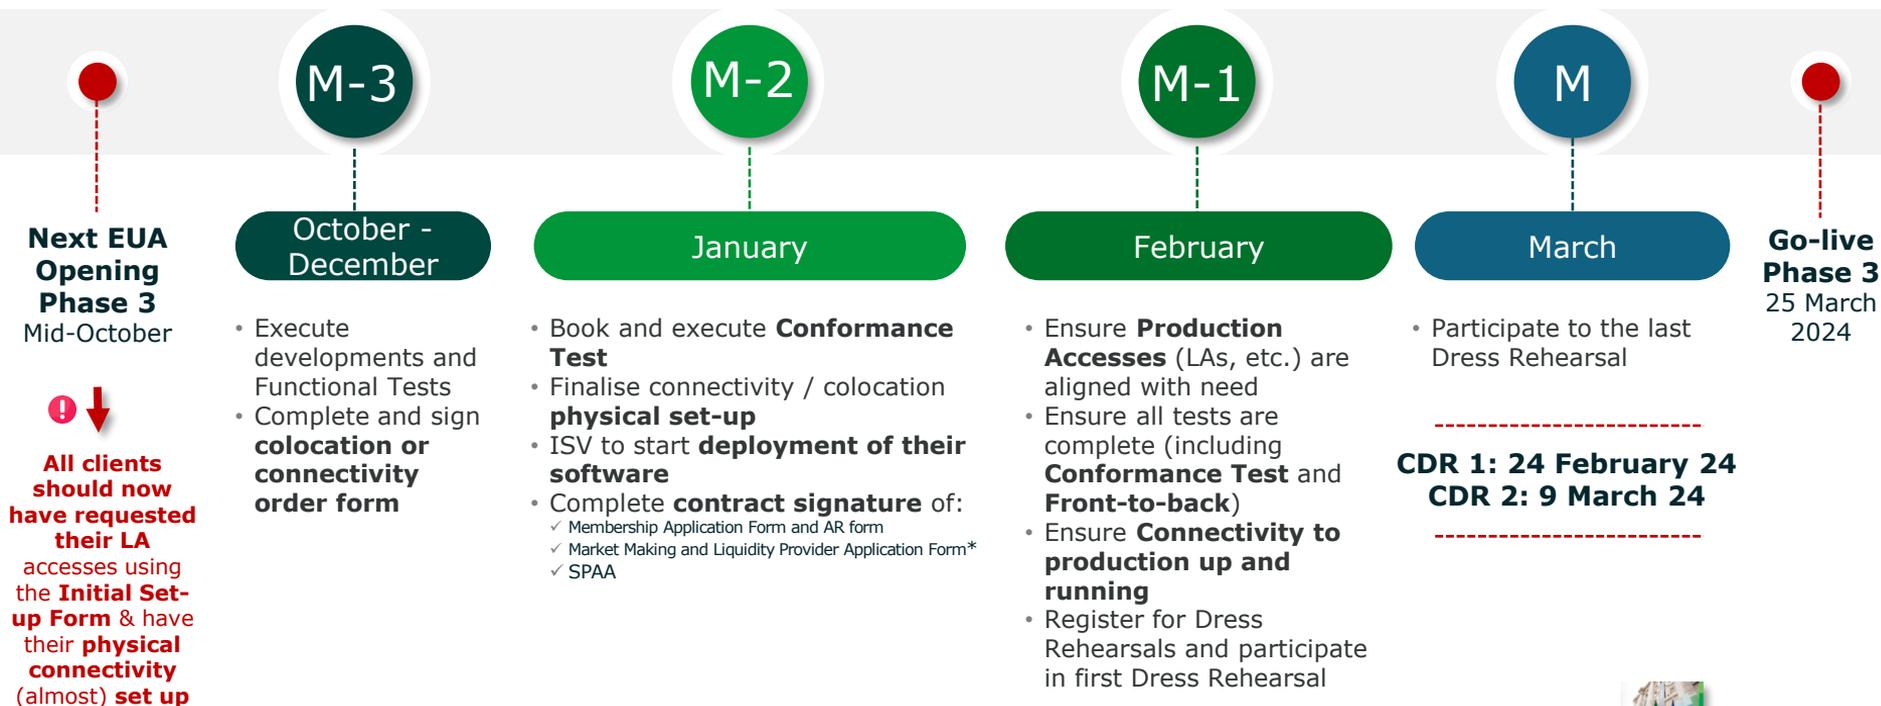 M-3
M-2
M-1
M
Next EUA
Opening
Phase 3
Mid-October
All clients
should now
have requested
their LA
accesses using
the Initial Set-
up Form & have
their physical
connectivity
(almost) set up
October -
December
• Execute
developments and
Functional Tests
• Complete and sign
colocation or
connectivity
order form
January
• Book and execute Conformance
Test
• Finalise connectivity / colocation
physical set-up
• ISV to start deployment of their
software
• Complete contract signature of:
✓ Membership Application Form and AR form
✓ Market Making and Liquidity Provider Application Form*
✓ SPAA
February
• Ensure Production
Accesses (LAs, etc.) are
aligned with need
• Ensure all tests are
complete (including
Conformance Test and
Front-to-back)
• Ensure Connectivity to
production up and
running
• Register for Dress
Rehearsals and participate
in first Dress Rehearsal
March
• Participate to the last
Dress Rehearsal
CDR 1: 24 February 24
CDR 2: 9 March 24
Go-live
Phase 3
25 March
2024